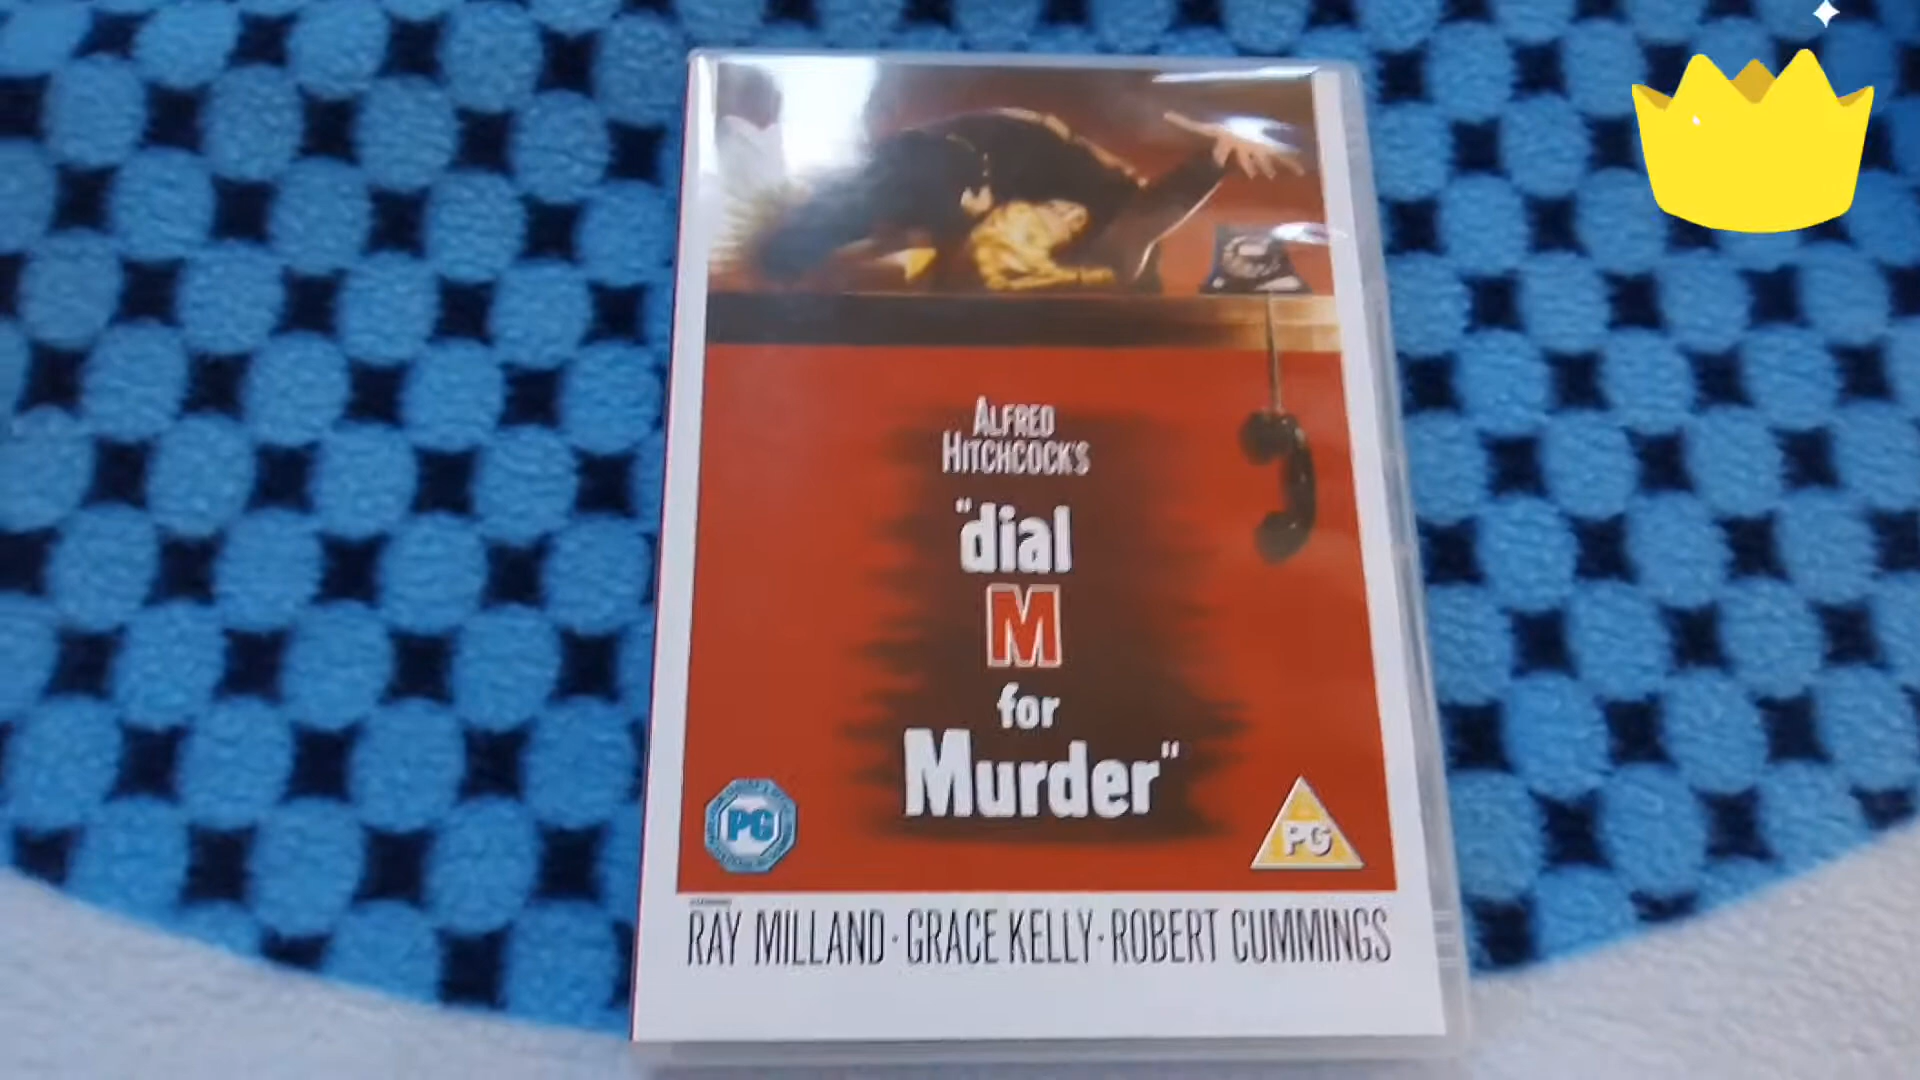 ALFRED
HITCHCOCK'S
"dial
M
for
Murder"
PG
PG
RAY MILLAND · GRACE KELLY · ROBERT CUMMINGS